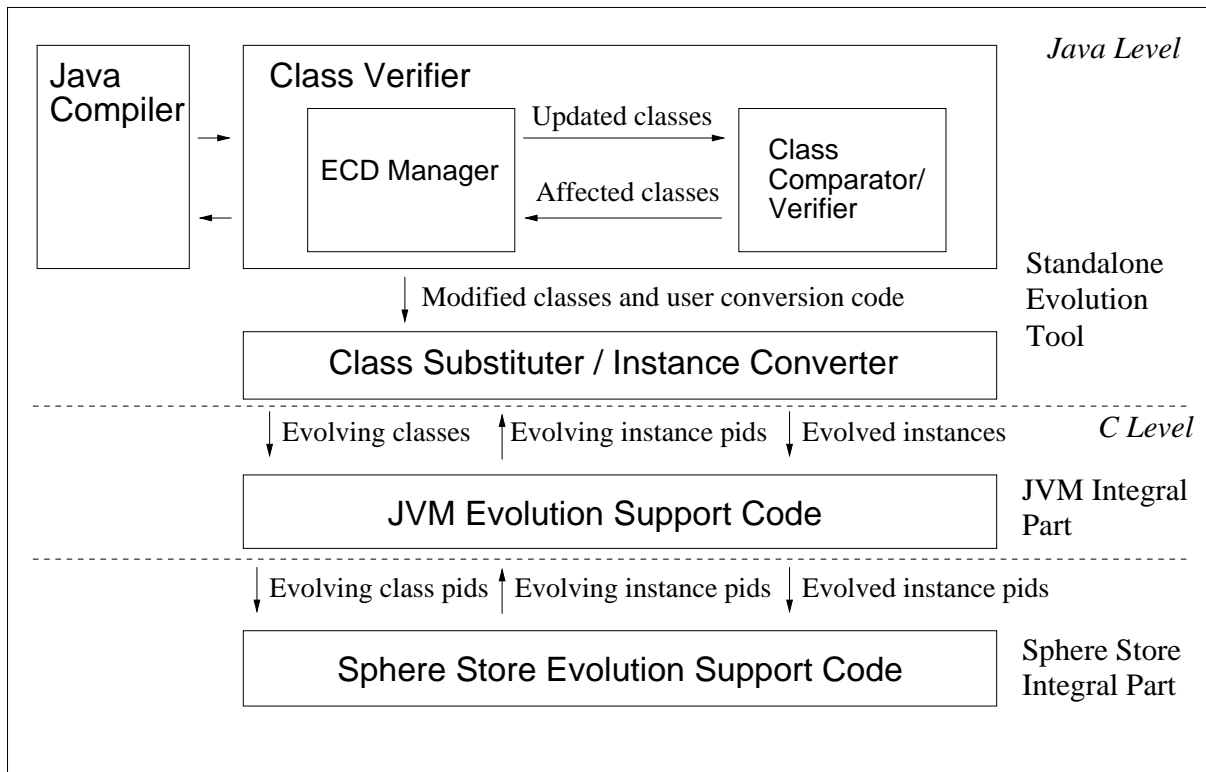 Java Level
Java
Compiler
Class Verifier
ECD Manager
Updated classes
Affected classes
Class
Comparator/
Verifier
Standalone
Evolution
Tool
Modified classes and user conversion code
Class Substituter / Instance Converter
C Level
Evolving classes
Evolving instance pids
Evolved instances
JVM Evolution Support Code
JVM Integral
Part
Evolving class pids
Evolving instance pids
Evolved instance pids
Sphere Store Evolution Support Code
Sphere Store
Integral Part